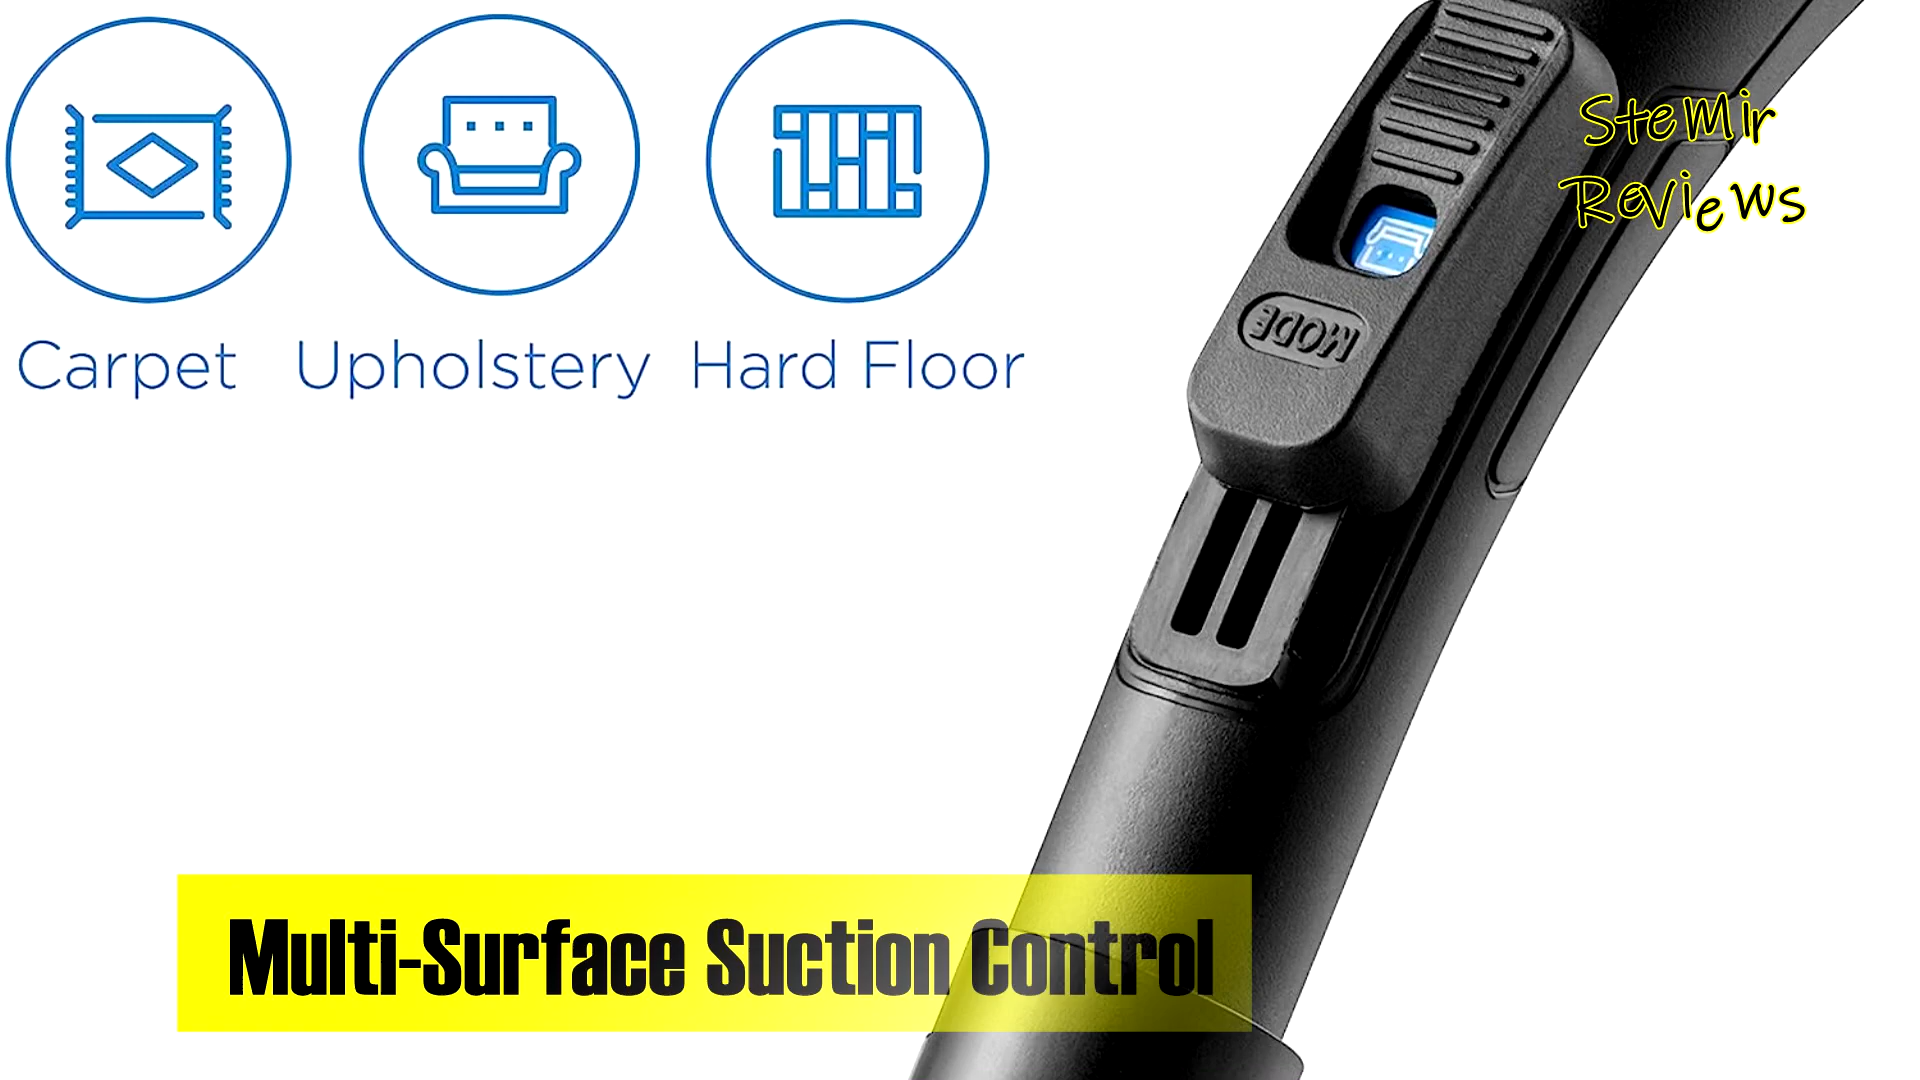 SteMir
Reviews
Carpet
Upholstery
Hard Floor
MODE
Multi-Surface Suction Control